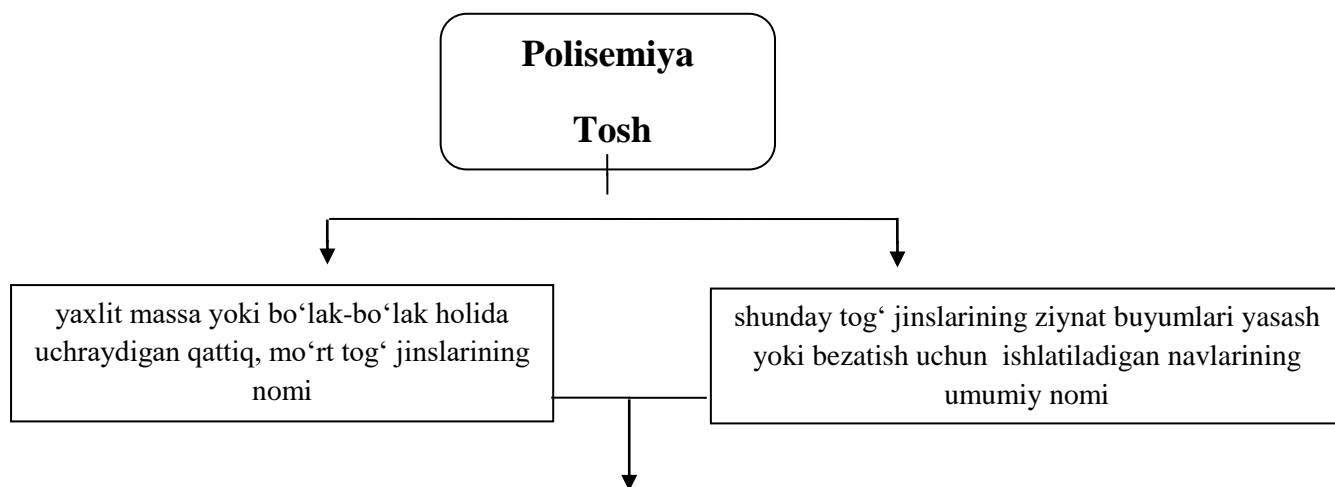 Polisemiya
Tosh
yaxlit massa yoki bo‘lak-bo‘lak holida
uchraydigan qattiq, mo‘rt tog‘ jinslarining
nomi
shunday tog‘ jinslarining ziynat buyumlari yasash
yoki bezatish uchun ishlatiladigan navlarining
umumiy nomi